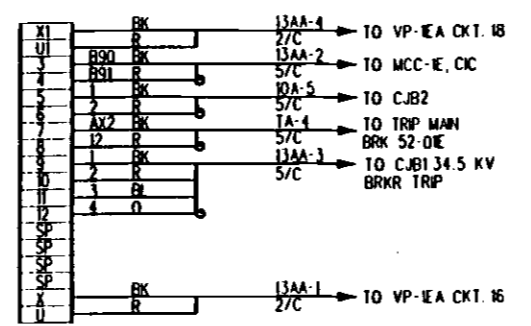 X1 BK 13AA-4 TO VP-1EA CKT. 18
U1 R 2/C
3 B90 BK 13AA-2 TO MCC-1E, CIC
4 B91 R 5/C
5 1 BK 10A-5 TO CJB2
6 2 R 5/C
7 AX2 BK TA-4 TO TRIP MAIN
8 12 R 5/C BRK 52-01E
9 1 BK 13AA-3 TO CJB1 34.5 KV
10 2 R 5/C BRKR TRIP
11 3 BL
12 4 O
SP
SP
SP
SP
X BK 13AA-1 TO VP-1EA CKT. 16
U R 2/C